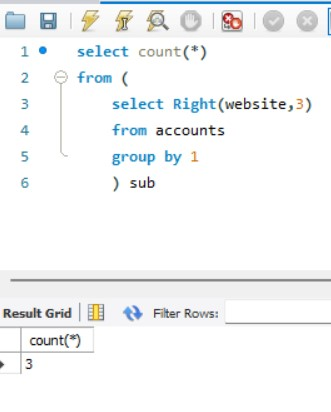 1 select count(*)
2 from (
3 select Right(website,3)
4 from accounts
5 group by 1
6 ) sub
Result Grid Filter Rows:
count(*)
3